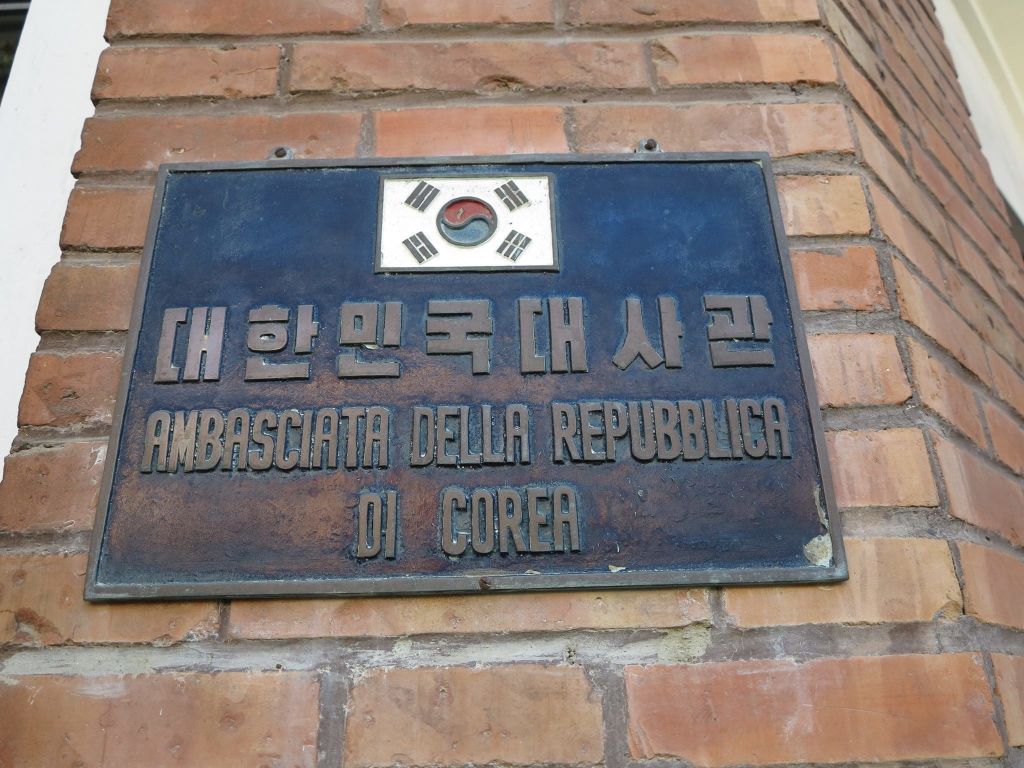 대한민국대사관
AMBASCIATA DELLA REPUBBLICA
DI COREA